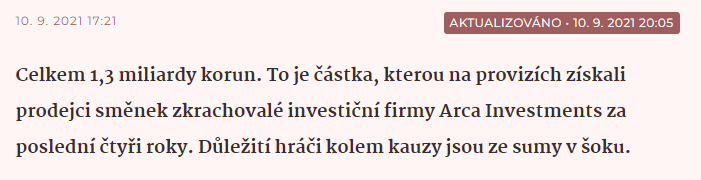 10. 9. 2021 17:21
AKTUALIZOVÁNO • 10. 9. 2021 20:05
Celkem 1,3 miliardy korun. To je částka, kterou na provizích získali
prodejci směnek zkrachovalé investiční firmy Arca Investments za
poslední čtyři roky. Důležití hráči kolem kauzy jsou ze sumy v šoku.